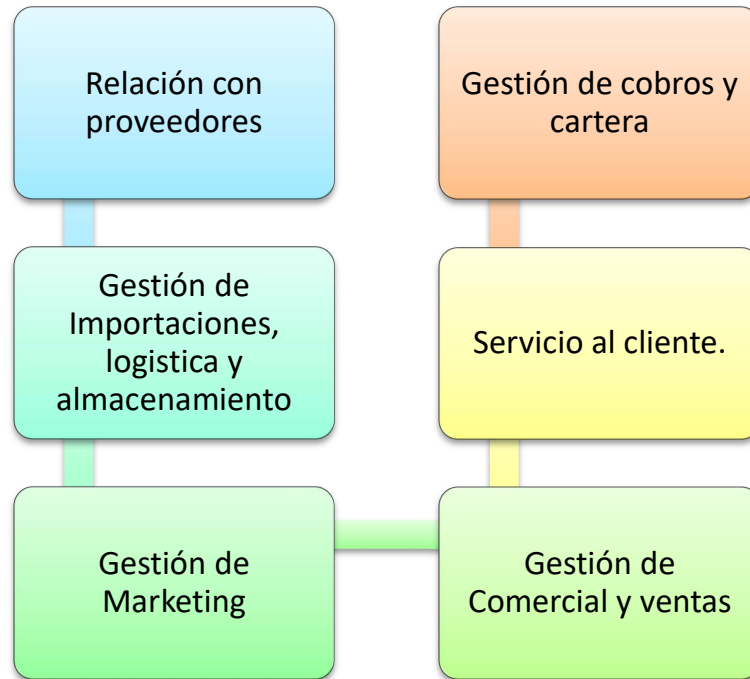 Relación con
proveedores
Gestión de
Importaciones,
logistica y
almacenamiento
Gestión de
Marketing
Gestión de
Comercial y ventas
Servicio al cliente.
Gestión de cobros y
cartera